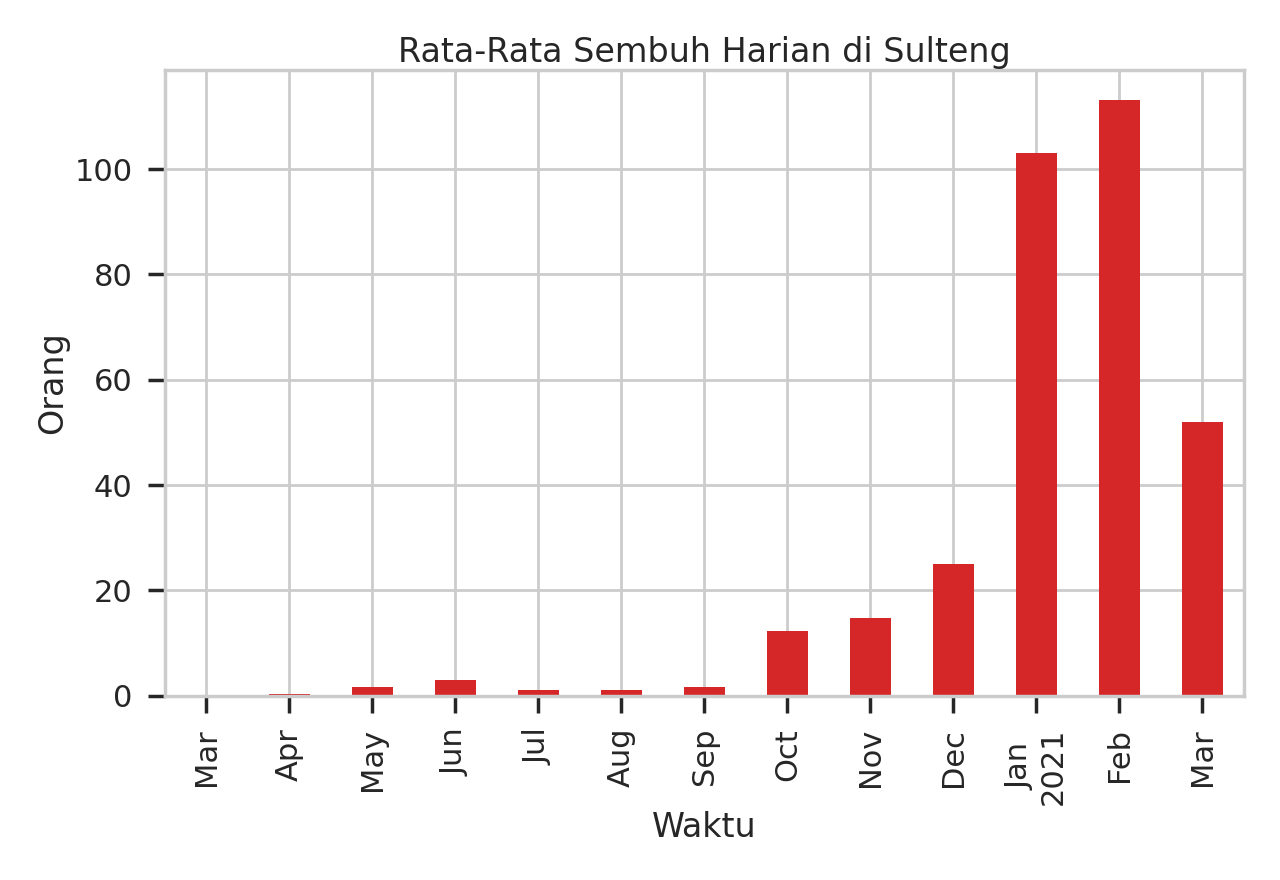 Rata-Rata Sembuh Harian di Sulteng
Orang
100
80
60
40
20
0
Mar
Apr
May
Jun
Jul
Aug
Sep
Oct
Nov
Dec
Jan
2021
Feb
Mar
Waktu